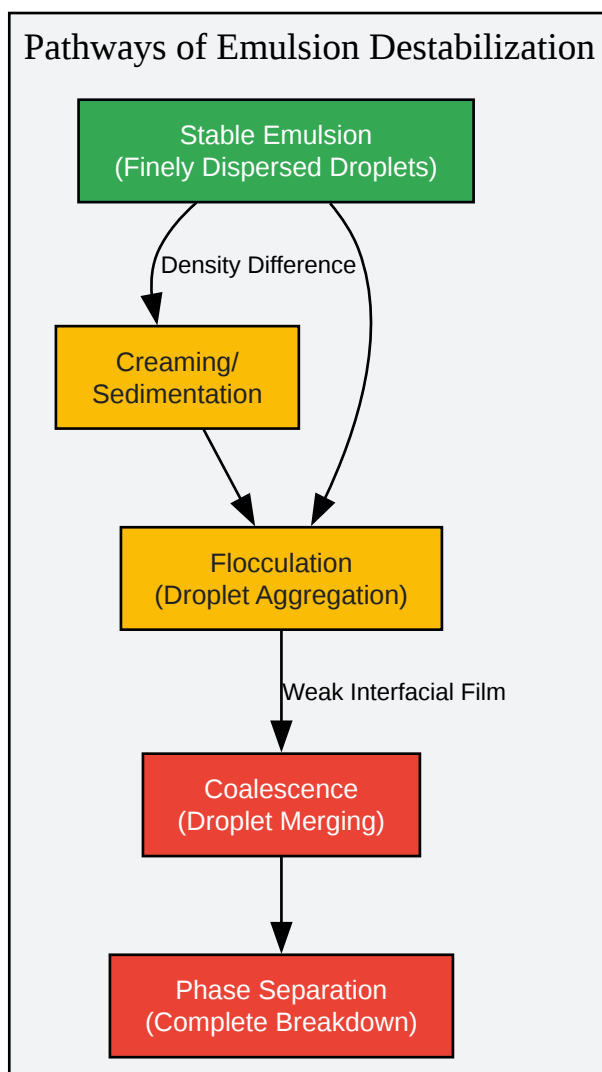 Pathways of Emulsion Destabilization
Stable Emulsion
(Finely Dispersed Droplets)
Density Difference
Creaming/
Sedimentation
Flocculation
(Droplet Aggregation)
Weak Interfacial Film
Coalescence
(Droplet Merging)
Phase Separation
(Complete Breakdown)